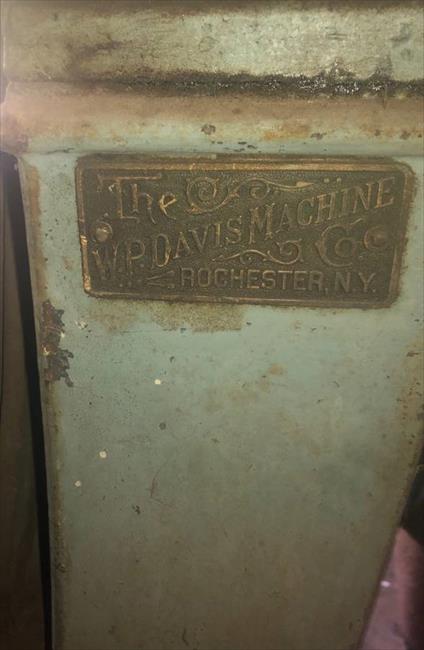 The
W.P. DAVIS MACHINE Co.
ROCHESTER, N.Y.